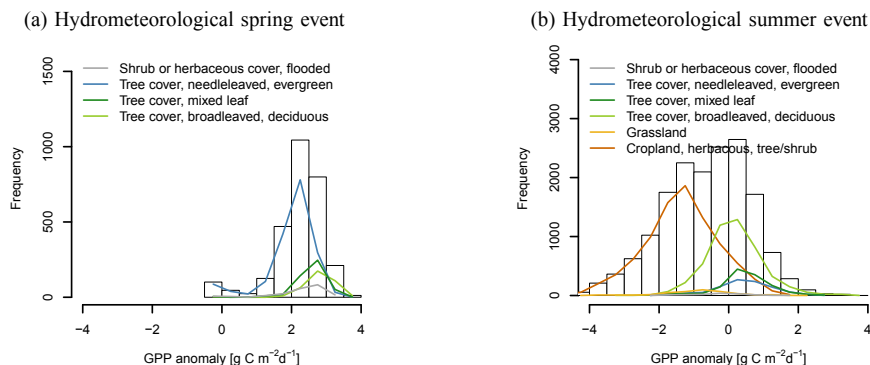 (a) Hydrometeorological spring event
Shrub or herbaceous cover, flooded
Tree cover, needleleaved, evergreen
Tree cover, mixed leaf
Tree cover, broadleaved, deciduous
Frequency
1500
1000
500
0
−4
−2
0
2
4
GPP anomaly [g C m⁻²d⁻¹]
(b) Hydrometeorological summer event
Shrub or herbaceous cover, flooded
Tree cover, needleleaved, evergreen
Tree cover, mixed leaf
Tree cover, broadleaved, deciduous
Grassland
Cropland, herbacous, tree/shrub
Frequency
4000
3000
2000
1000
0
−4
−2
0
2
4
GPP anomaly [g C m⁻²d⁻¹]